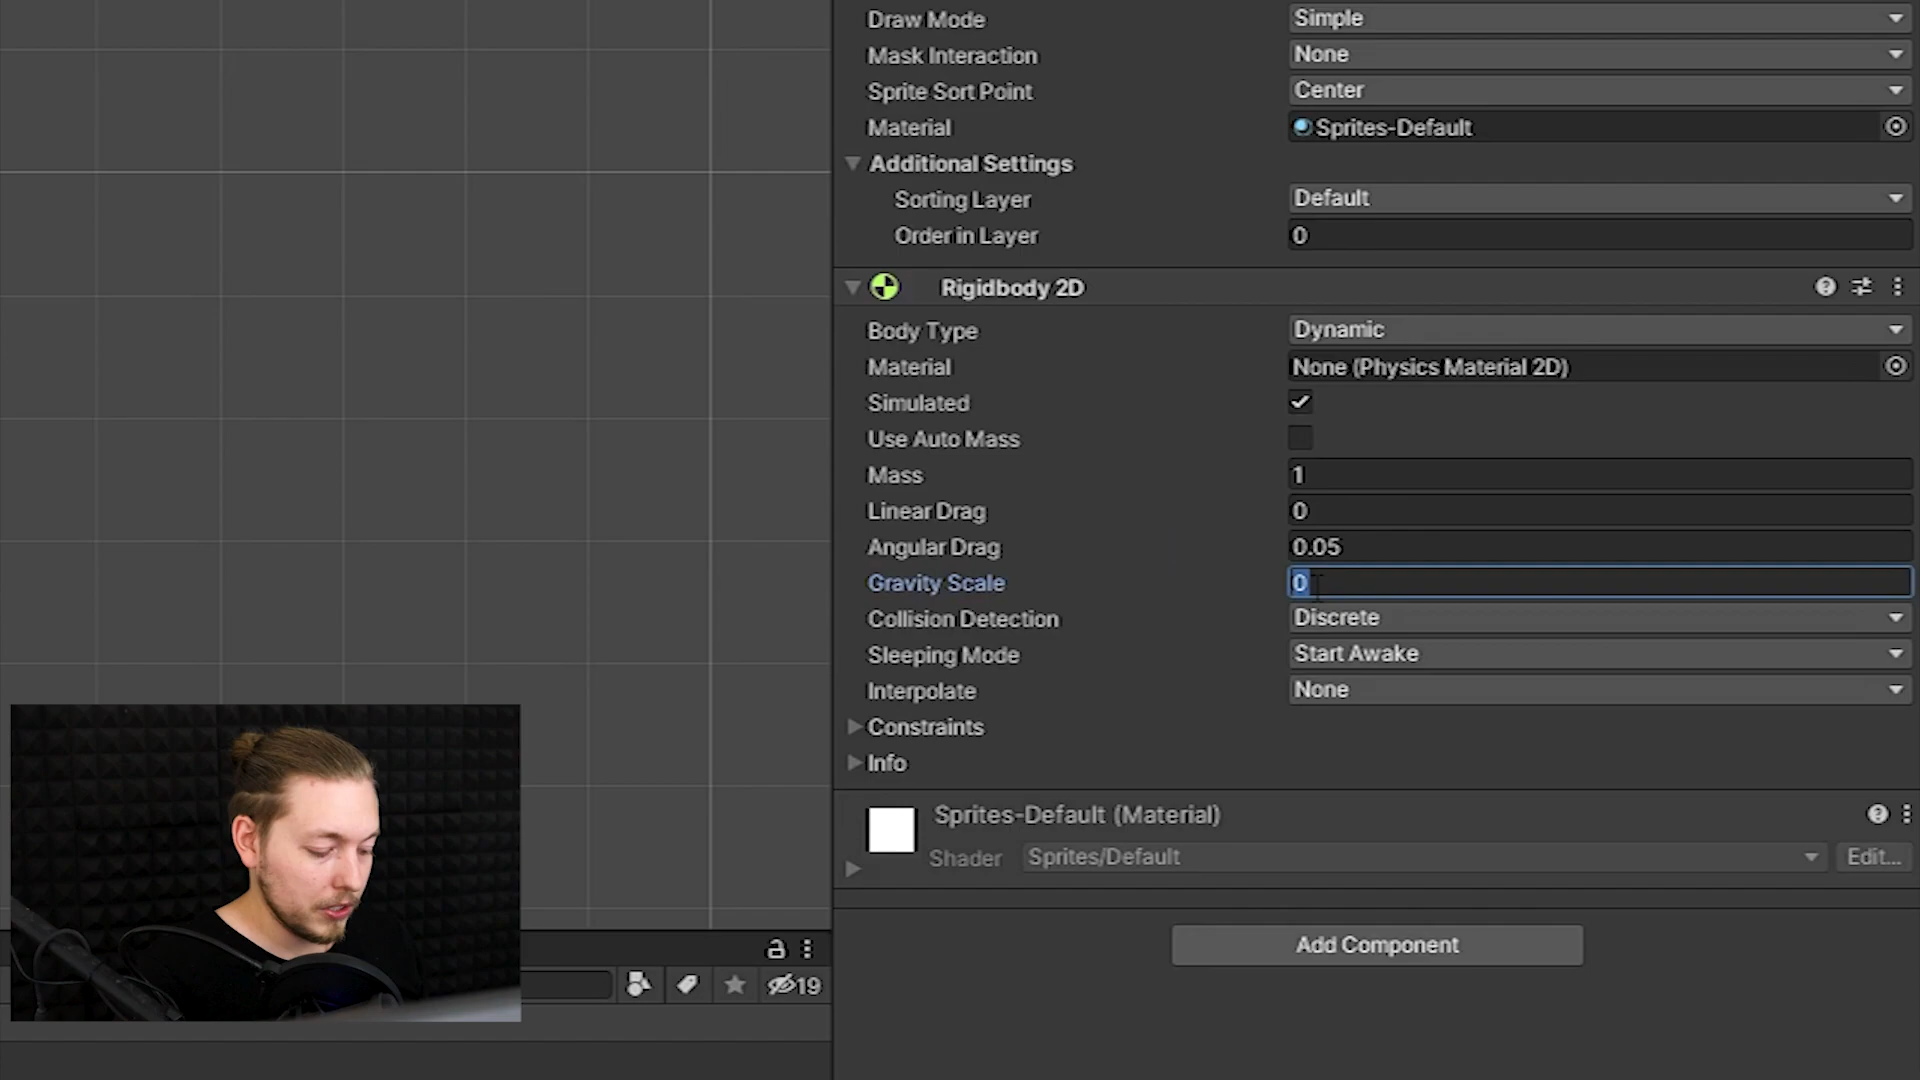 Draw Mode Simple
Mask Interaction None
Sprite Sort Point Center
Material Sprites-Default
Additional Settings
Sorting Layer Default
Order in Layer 0
Rigidbody 2D
Body Type Dynamic
Material None (Physics Material 2D)
Simulated
Use Auto Mass
Mass 1
Linear Drag 0
Angular Drag 0.05
Gravity Scale 0
Collision Detection Discrete
Sleeping Mode Start Awake
Interpolate None
Constraints
Info
Sprites-Default (Material)
Shader Sprites/Default Edit...
Add Component
19